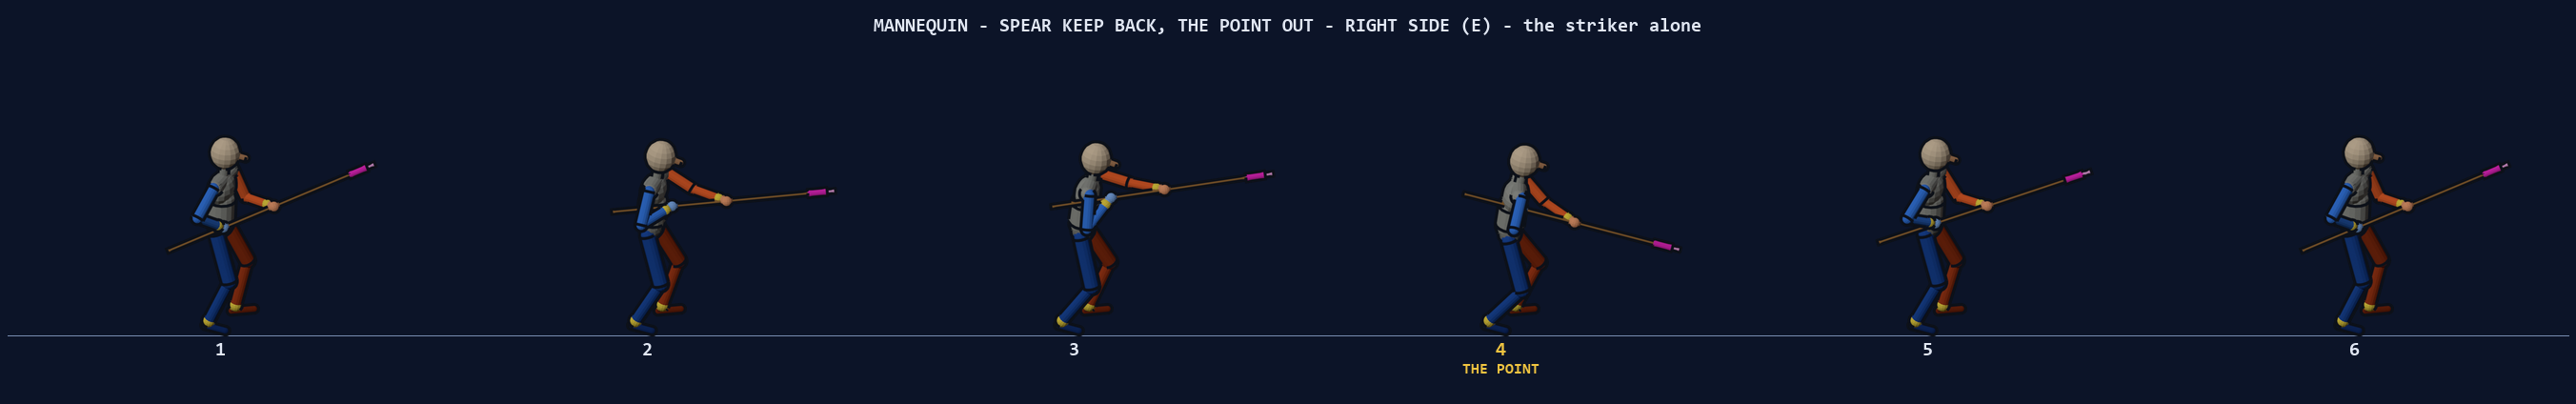 MANNEQUIN - SPEAR KEEP BACK, THE POINT OUT - RIGHT SIDE (E) - the striker alone
1 2 3 4 5 6
THE POINT